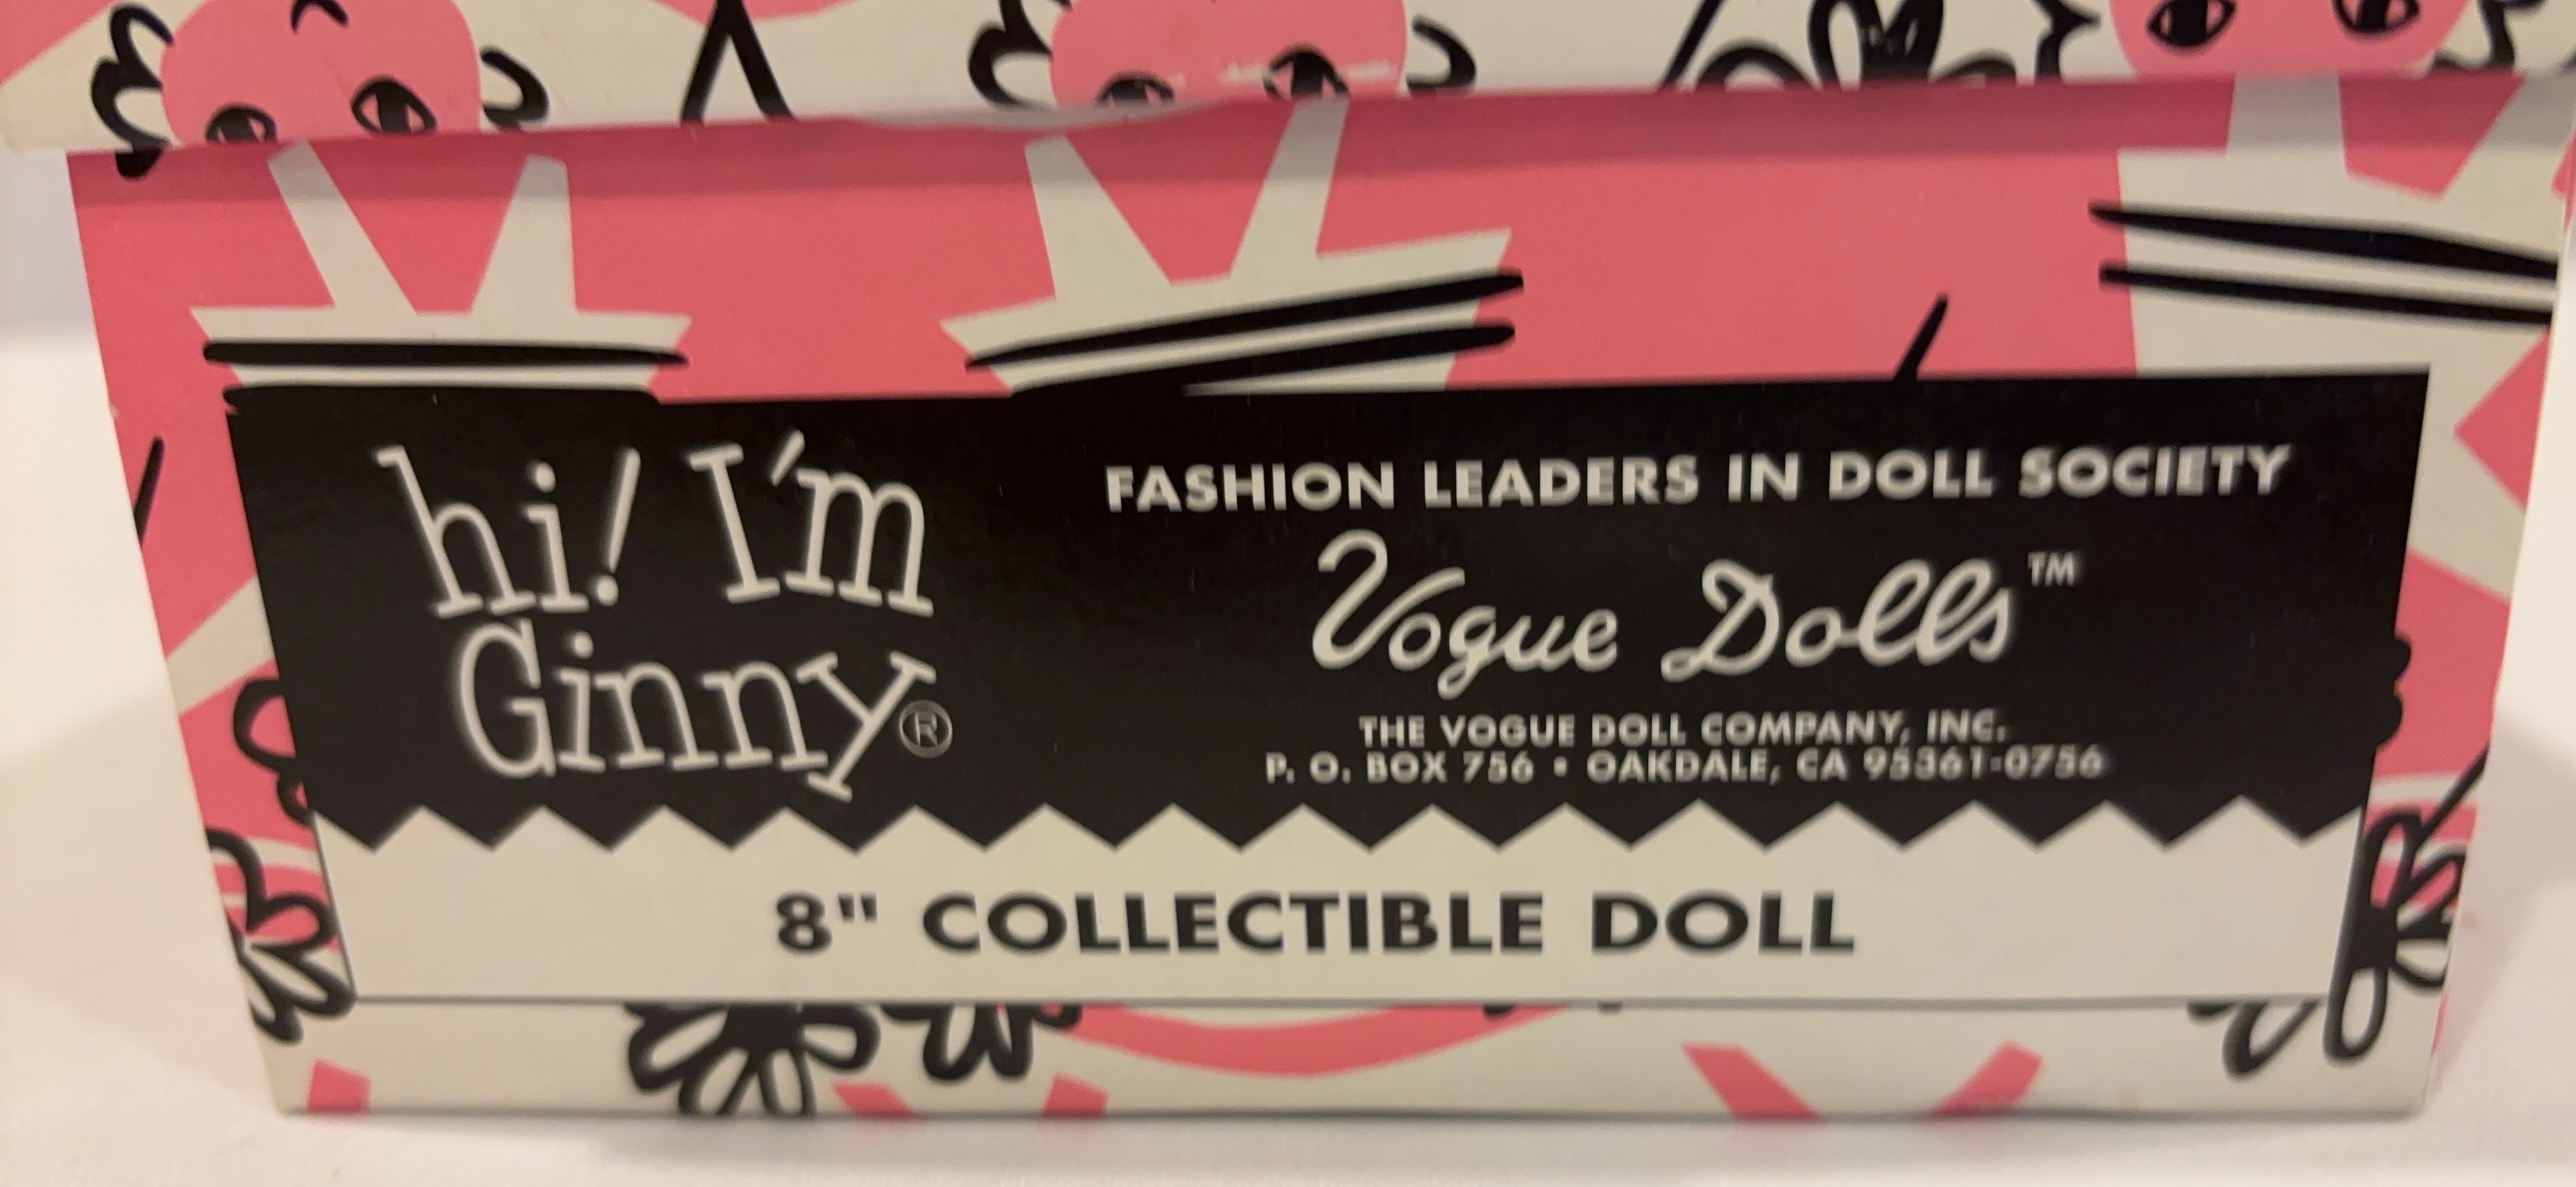 hi! I'm
Ginny®
FASHION LEADERS IN DOLL SOCIETY
Vogue Dolls™
THE VOGUE DOLL COMPANY, INC.
P. O. BOX 756 • OAKDALE, CA 95361-0756
8" COLLECTIBLE DOLL